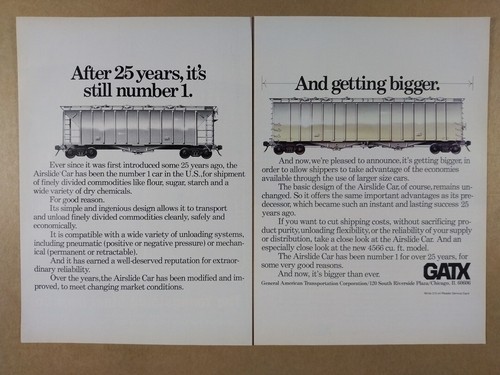 After 25 years, it's
still number 1.
Ever since it was first introduced some 25 years ago, the
Airslide Car has been the number 1 car in the U.S., for shipment
of finely divided commodities like flour, sugar, starch and a
wide variety of dry chemicals.
For good reason.
Its simple and ingenious design allows it to transport
and unload finely divided commodities cleanly, safely and
economically.
It is compatible with a wide variety of unloading systems,
including pneumatic (positive or negative pressure) or mechan-
ical (permanent or retractable).
And it has earned a well-deserved reputation for extraor-
dinary reliability.
Over the years, the Airslide Car has been modified and im-
proved, to meet changing market conditions.
And getting bigger.
And now, we're pleased to announce, it's getting bigger, in
order to allow shippers to take advantage of the economies
available through the use of larger size cars.
The basic design of the Airslide Car, of course, remains un-
changed. So it offers the same important advantages as its pre-
decessor, which became such an instant and lasting success 25
years ago.
If you want to cut shipping costs, without sacrificing pro-
duct purity, unloading flexibility, or the reliability of your supply
or distribution, take a close look at the Airslide Car. And an
especially close look at the new 4566 cu. ft. model.
The Airslide Car has been number 1 for over 25 years, for
some very good reasons.
And now, it's bigger than ever.
GATX
General American Transportation Corporation/120 South Riverside Plaza/Chicago, IL 60606